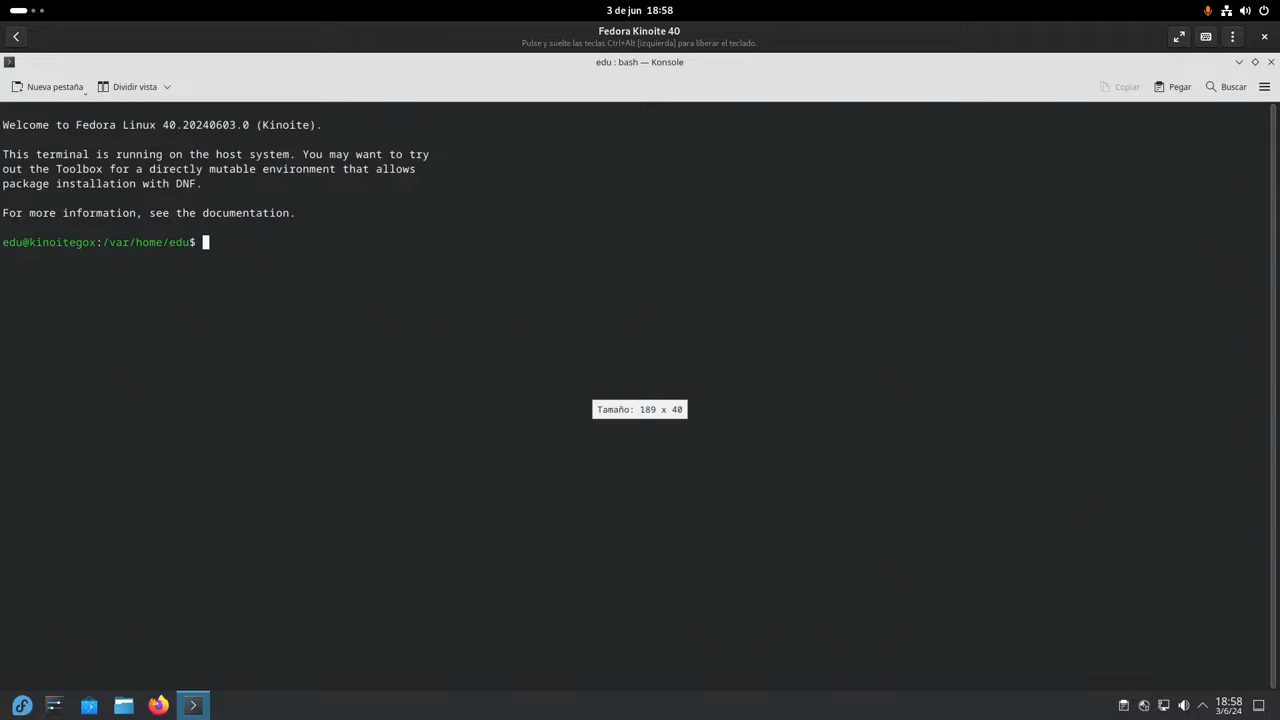 3 de jun 18:58
Fedora Kinoite 40
Pulse y suelte las teclas Ctrl+Alt [izquierda] para liberar el teclado.
edu : bash — Konsole
Nueva pestaña
Dividir vista
Copiar
Pegar
Buscar
Welcome to Fedora Linux 40.20240603.0 (Kinoite).
This terminal is running on the host system. You may want to try
out the Toolbox for a directly mutable environment that allows
package installation with DNF.
For more information, see the documentation.
edu@kinoitegox:/var/home/edu$
Tamaño: 189 x 40
18:58
3/6/24